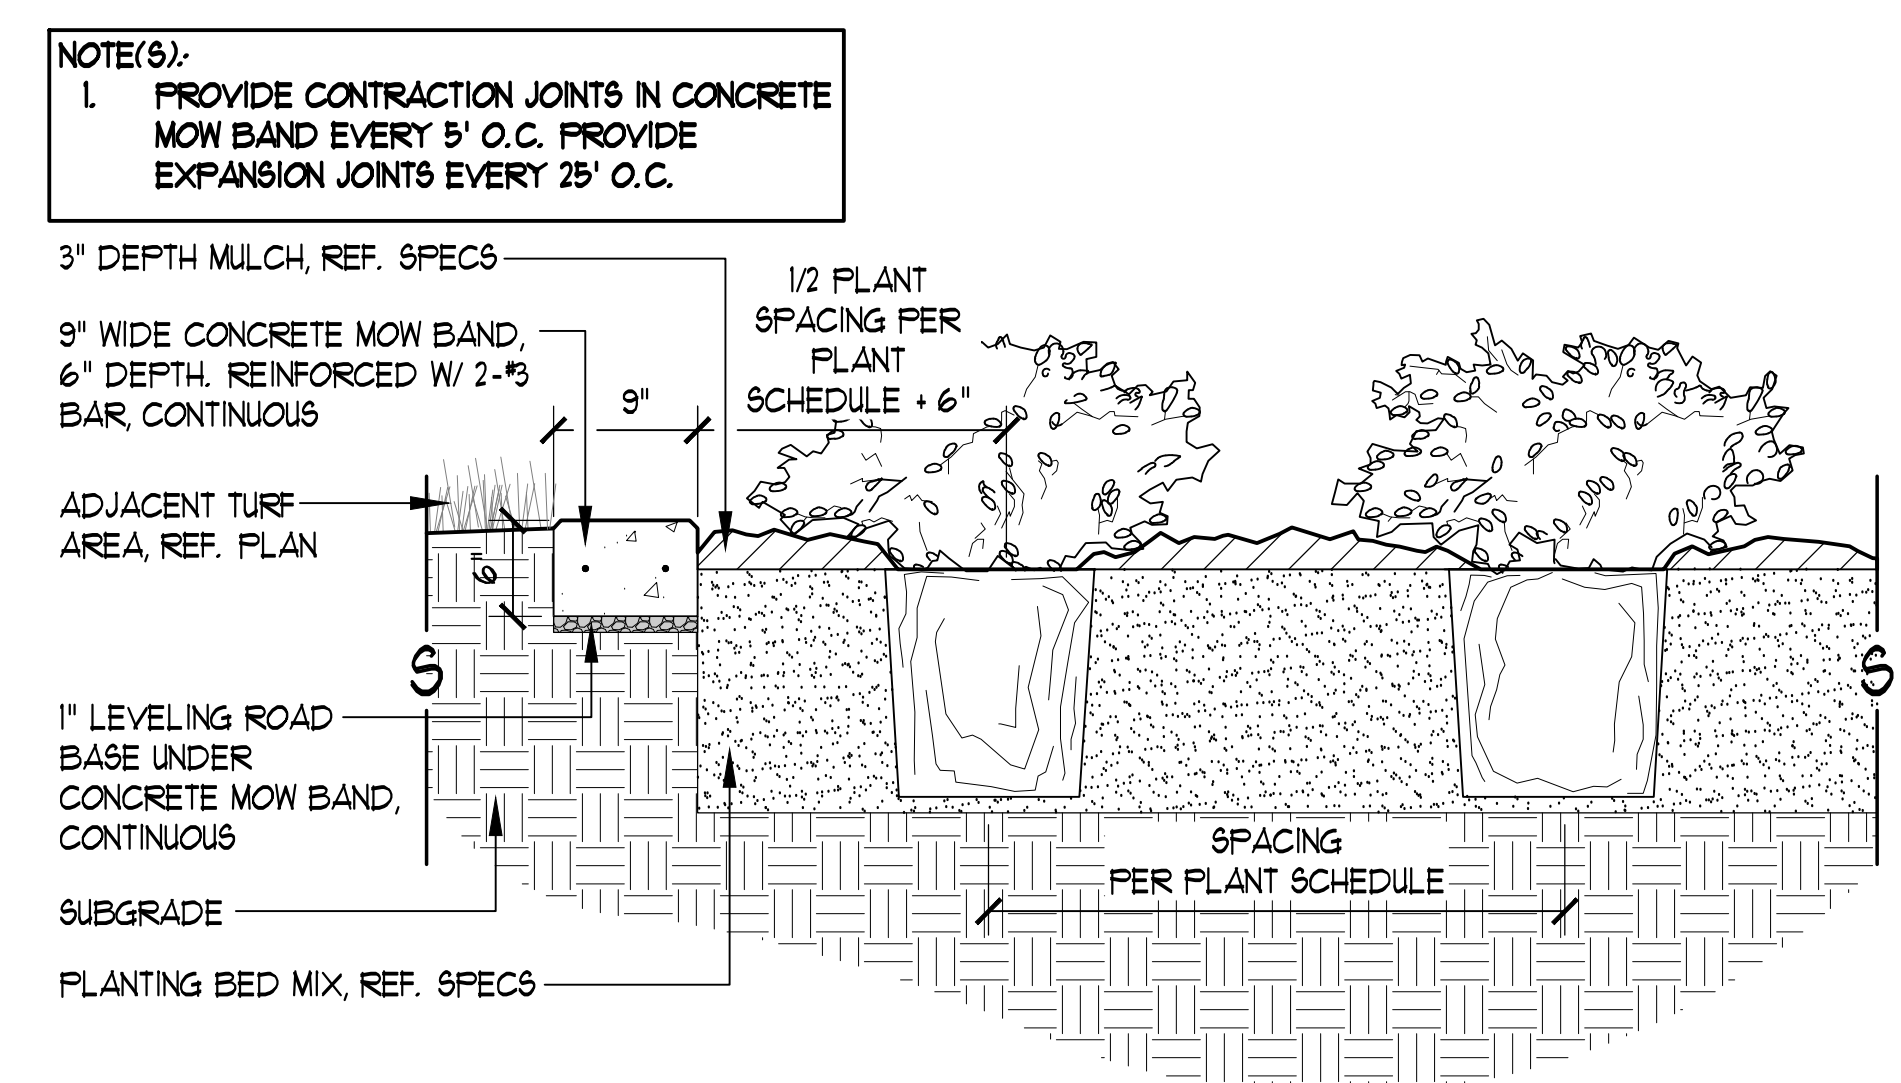 NOTE(S):
1. PROVIDE CONTRACTION JOINTS IN CONCRETE
MOW BAND EVERY 5' O.C. PROVIDE
EXPANSION JOINTS EVERY 25' O.C.
3" DEPTH MULCH, REF. SPECS
1/2 PLANT
SPACING PER
PLANT
SCHEDULE + 6"
9" WIDE CONCRETE MOW BAND,
6" DEPTH. REINFORCED W/ 2-#3
BAR, CONTINUOUS
9"
ADJACENT TURF
AREA, REF. PLAN
6"
S
S
1" LEVELING ROAD
BASE UNDER
CONCRETE MOW BAND,
CONTINUOUS
SPACING
PER PLANT SCHEDULE
SUBGRADE
PLANTING BED MIX, REF. SPECS